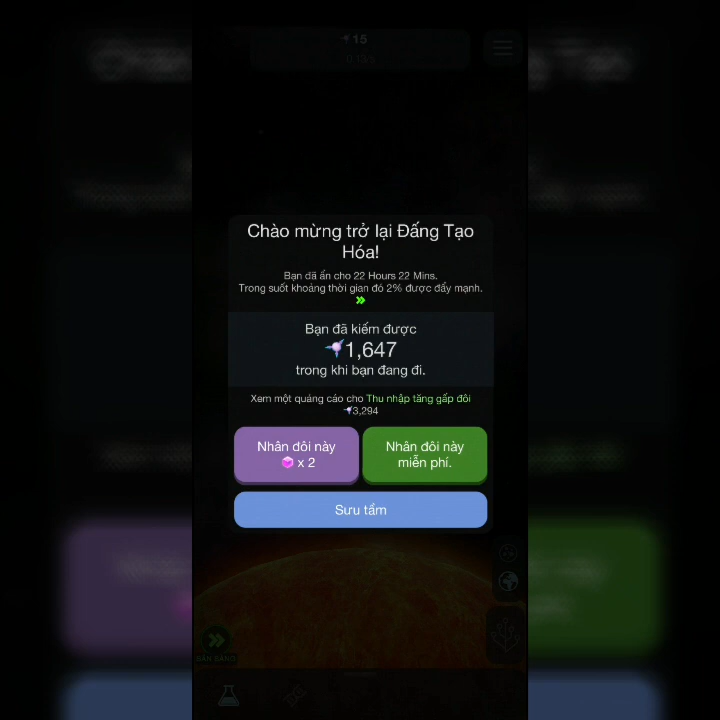 15
Chào mừng trở lại Đấng Tạo
Hóa!
Bạn đã ẩn cho 22 Hours 22 Mins.
Trong suốt khoảng thời gian đó 2% được đẩy mạnh.
Bạn đã kiếm được
1,647
trong khi bạn đang đi.
Xem một quảng cáo cho Thu nhập tăng gấp đôi
3,294
Nhân đôi này
x 2
Nhân đôi này
miễn phí.
Sưu tầm
SẴN SÀNG